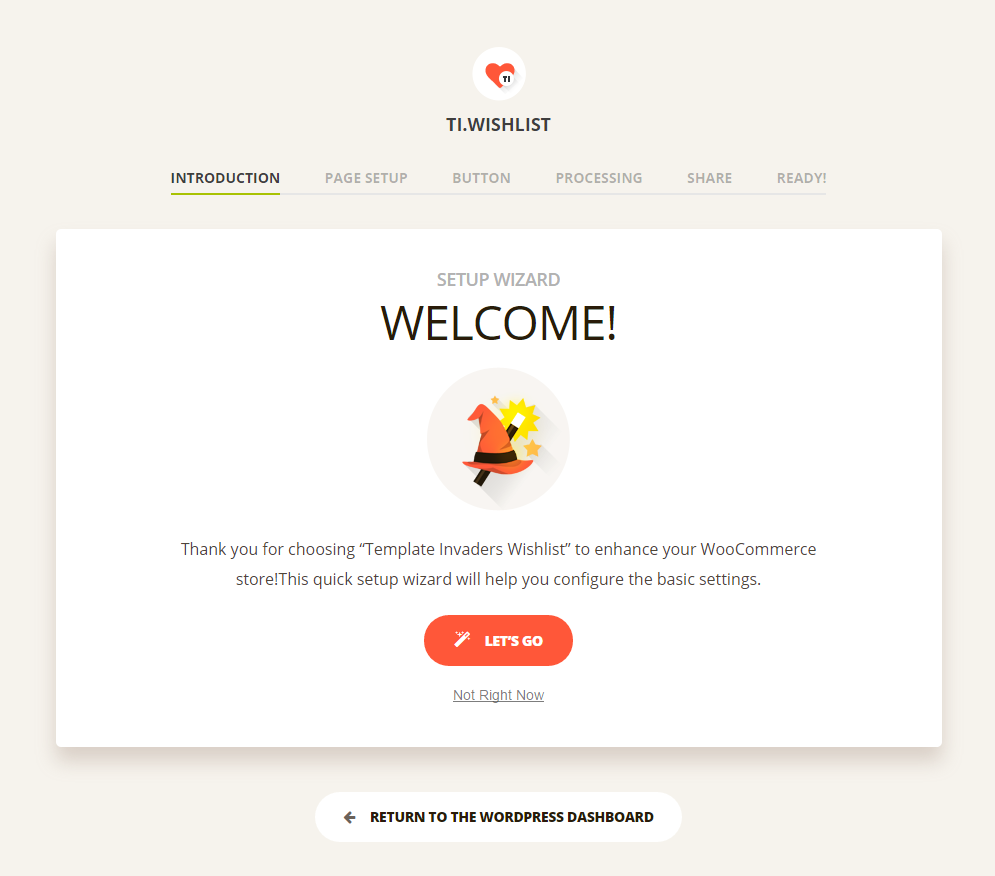 TI
TI.WISHLIST
INTRODUCTION PAGE SETUP BUTTON PROCESSING SHARE READY!
SETUP WIZARD
WELCOME!
Thank you for choosing “Template Invaders Wishlist” to enhance your WooCommerce
store!This quick setup wizard will help you configure the basic settings.
LET’S GO
Not Right Now
RETURN TO THE WORDPRESS DASHBOARD